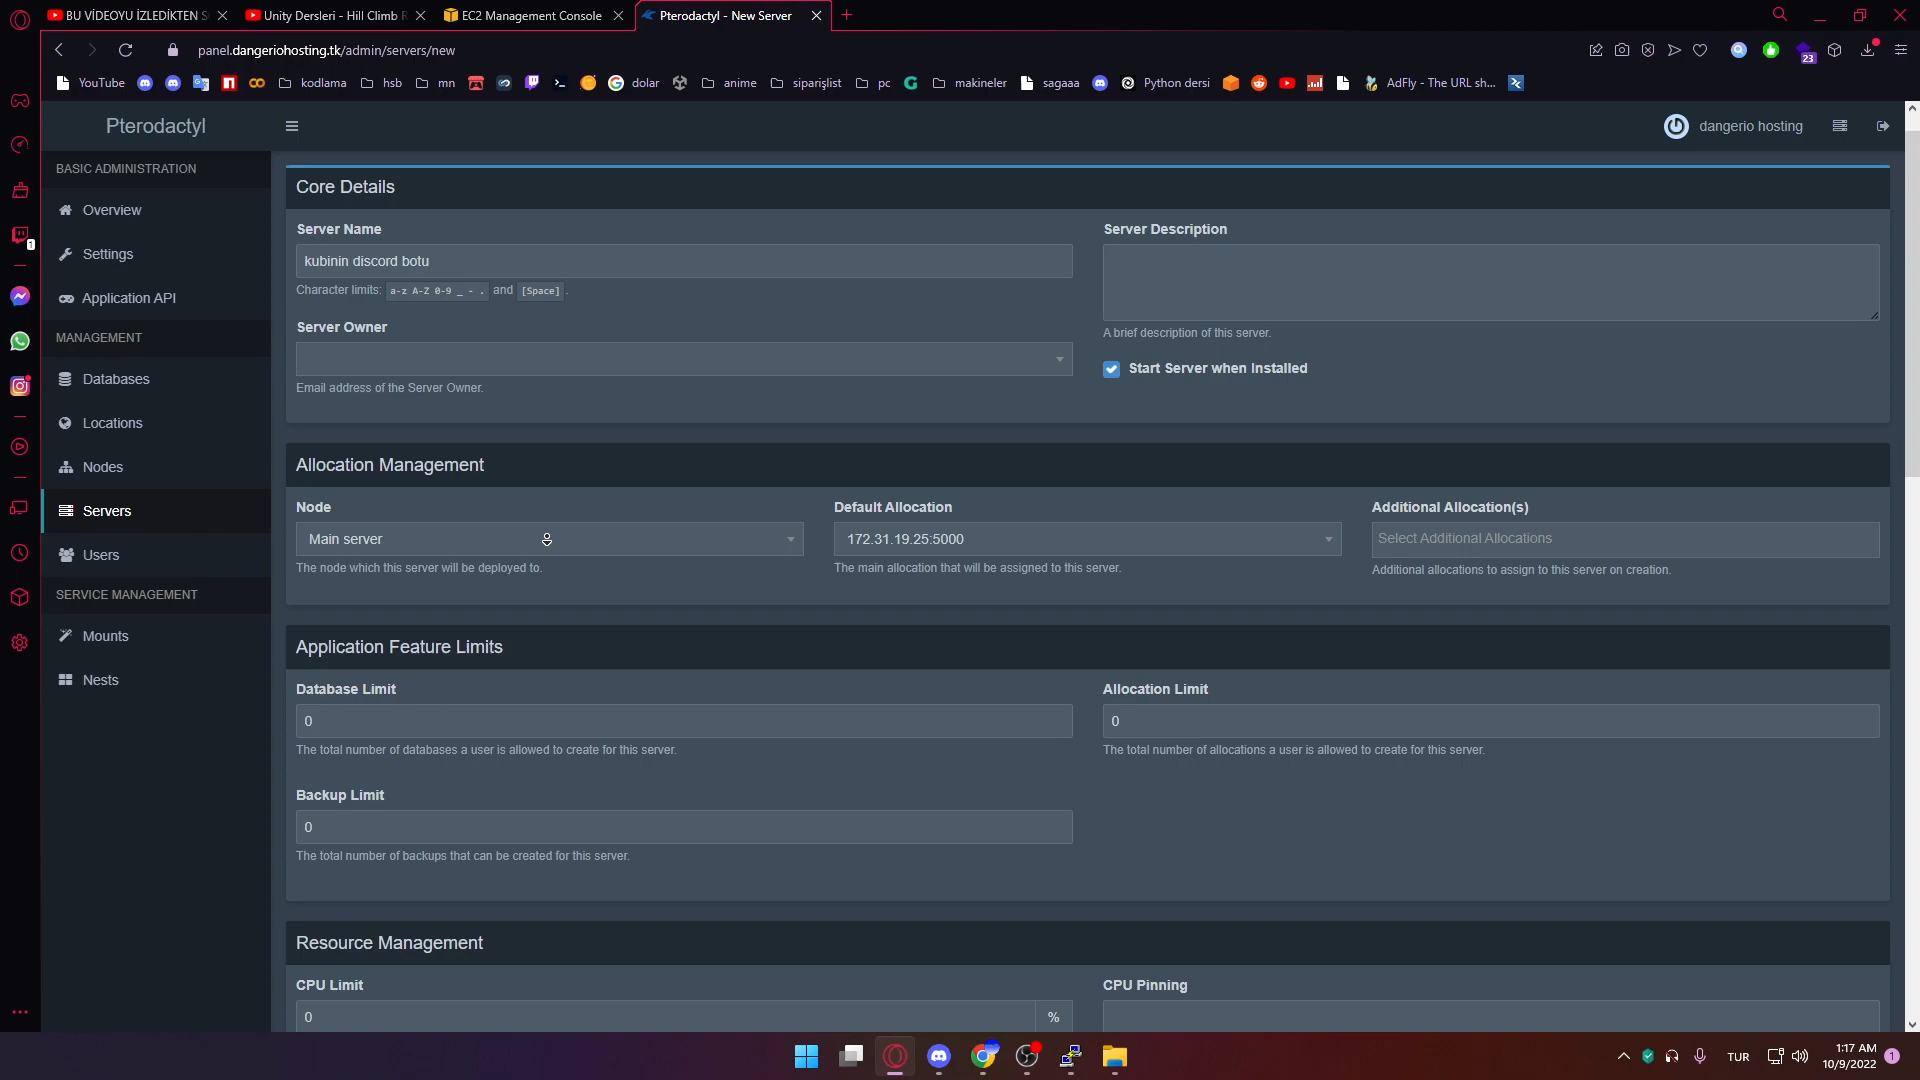 BU VİDEOYU İZLEDİKTEN S
Unity Dersleri - Hill Climb R
EC2 Management Console
Pterodactyl - New Server
panel.dangeriohosting.tk/admin/servers/new
23
YouTube
kodlama
hsb
mn
dolar
anime
siparişlist
pc
makineler
sagaaa
Python dersi
AdFly - The URL sh...
Pterodactyl
dangerio hosting
BASIC ADMINISTRATION
Overview
Settings
Application API
MANAGEMENT
Databases
Locations
Nodes
Servers
Users
SERVICE MANAGEMENT
Mounts
Nests
1
Core Details
Server Name
kubinin discord botu
Character limits: a-z A-Z 0-9 _ - . and [Space] .
Server Owner
Email address of the Server Owner.
Server Description
A brief description of this server.
Start Server when Installed
Allocation Management
Node
Main server
The node which this server will be deployed to.
Default Allocation
172.31.19.25:5000
The main allocation that will be assigned to this server.
Additional Allocation(s)
Select Additional Allocations
Additional allocations to assign to this server on creation.
Application Feature Limits
Database Limit
0
The total number of databases a user is allowed to create for this server.
Allocation Limit
0
The total number of allocations a user is allowed to create for this server.
Backup Limit
0
The total number of backups that can be created for this server.
Resource Management
CPU Limit
0
%
CPU Pinning
TUR
1:17 AM
10/9/2022
1